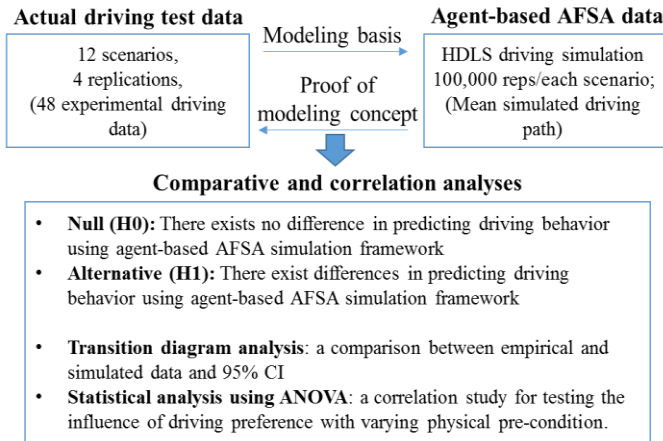 Actual driving test data
12 scenarios,
4 replications,
(48 experimental driving
data)
Modeling basis
Proof of
modeling concept
Agent-based AFSA data
HDLS driving simulation
100,000 reps/each scenario;
(Mean simulated driving
path)
Comparative and correlation analyses
• Null (H0): There exists no difference in predicting driving behavior
using agent-based AFSA simulation framework
• Alternative (H1): There exist differences in predicting driving
behavior using agent-based AFSA simulation framework
• Transition diagram analysis: a comparison between empirical and
simulated data and 95% CI
• Statistical analysis using ANOVA: a correlation study for testing the
influence of driving preference with varying physical pre-condition.